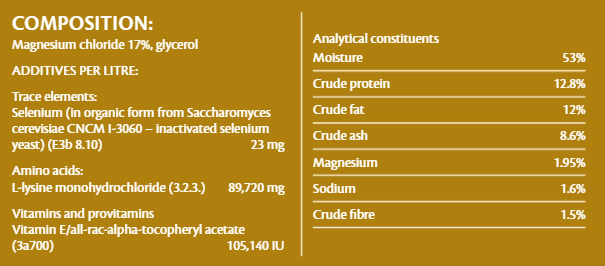 COMPOSITION:
Magnesium chloride 17%, glycerol
ADDITIVES PER LITRE:
Trace elements:
Selenium (in organic form from Saccharomyces
cerevisiae CNCM I-3060 – inactivated selenium
yeast) (E3b 8.10) 23 mg
Amino acids:
L-lysine monohydrochloride (3.2.3.) 89,720 mg
Vitamins and provitamins
Vitamin E/all-rac-alpha-tocopheryl acetate
(3a700) 105,140 IU
Analytical constituents
Moisture 53%
Crude protein 12.8%
Crude fat 12%
Crude ash 8.6%
Magnesium 1.95%
Sodium 1.6%
Crude fibre 1.5%